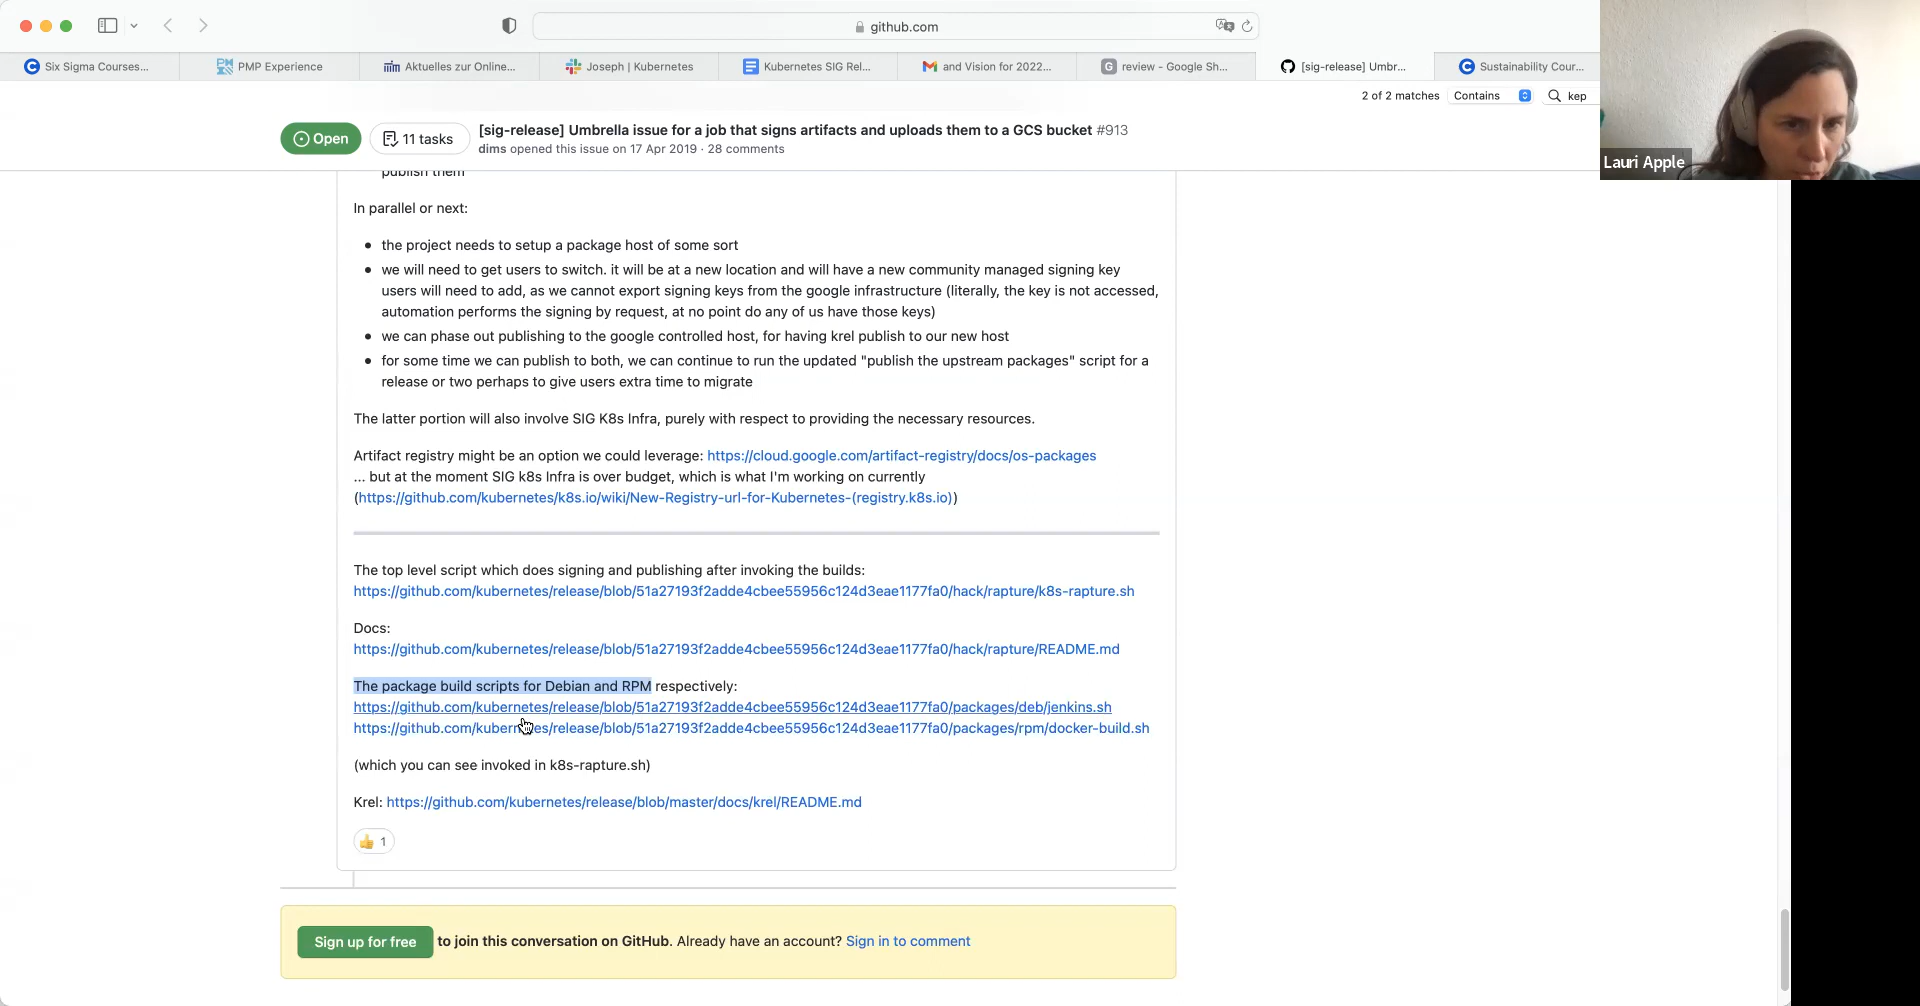 github.com
Six Sigma Courses...
PMP Experience
Aktuelles zur Online...
Joseph | Kubernetes
Kubernetes SIG Rel...
and Vision for 2022...
review - Google Sh...
[sig-release] Umbr...
Sustainability Cour...
2 of 2 matches
Contains
kep
Lauri Apple
Open
11 tasks
[sig-release] Umbrella issue for a job that signs artifacts and uploads them to a GCS bucket #913
dims opened this issue on 17 Apr 2019 · 28 comments
publish them
In parallel or next:
• the project needs to setup a package host of some sort
• we will need to get users to switch. it will be at a new location and will have a new community managed signing key
users will need to add, as we cannot export signing keys from the google infrastructure (literally, the key is not accessed,
automation performs the signing by request, at no point do any of us have those keys)
• we can phase out publishing to the google controlled host, for having krel publish to our new host
• for some time we can publish to both, we can continue to run the updated "publish the upstream packages" script for a
release or two perhaps to give users extra time to migrate
The latter portion will also involve SIG K8s Infra, purely with respect to providing the necessary resources.
Artifact registry might be an option we could leverage: https://cloud.google.com/artifact-registry/docs/os-packages
... but at the moment SIG k8s Infra is over budget, which is what I'm working on currently
(https://github.com/kubernetes/k8s.io/wiki/New-Registry-url-for-Kubernetes-(registry.k8s.io))
The top level script which does signing and publishing after invoking the builds:
https://github.com/kubernetes/release/blob/51a27193f2adde4cbee55956c124d3eae1177fa0/hack/rapture/k8s-rapture.sh
Docs:
https://github.com/kubernetes/release/blob/51a27193f2adde4cbee55956c124d3eae1177fa0/hack/rapture/README.md
The package build scripts for Debian and RPM respectively:
https://github.com/kubernetes/release/blob/51a27193f2adde4cbee55956c124d3eae1177fa0/packages/deb/jenkins.sh
https://github.com/kubernetes/release/blob/51a27193f2adde4cbee55956c124d3eae1177fa0/packages/rpm/docker-build.sh
(which you can see invoked in k8s-rapture.sh)
Krel: https://github.com/kubernetes/release/blob/master/docs/krel/README.md
👍 1
Sign up for free to join this conversation on GitHub. Already have an account? Sign in to comment